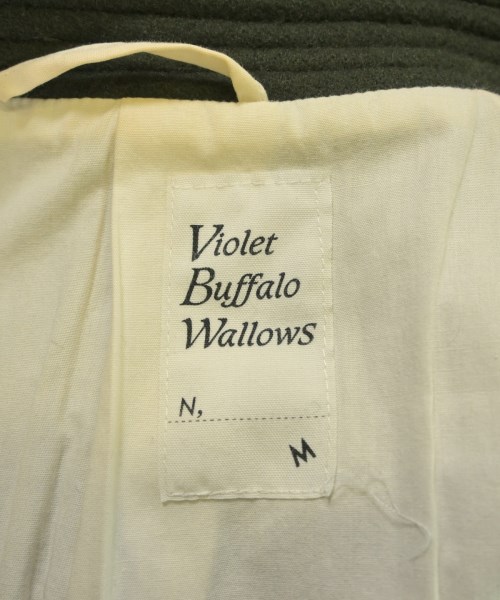 Violet
Buffalo
Wallows
N,
M